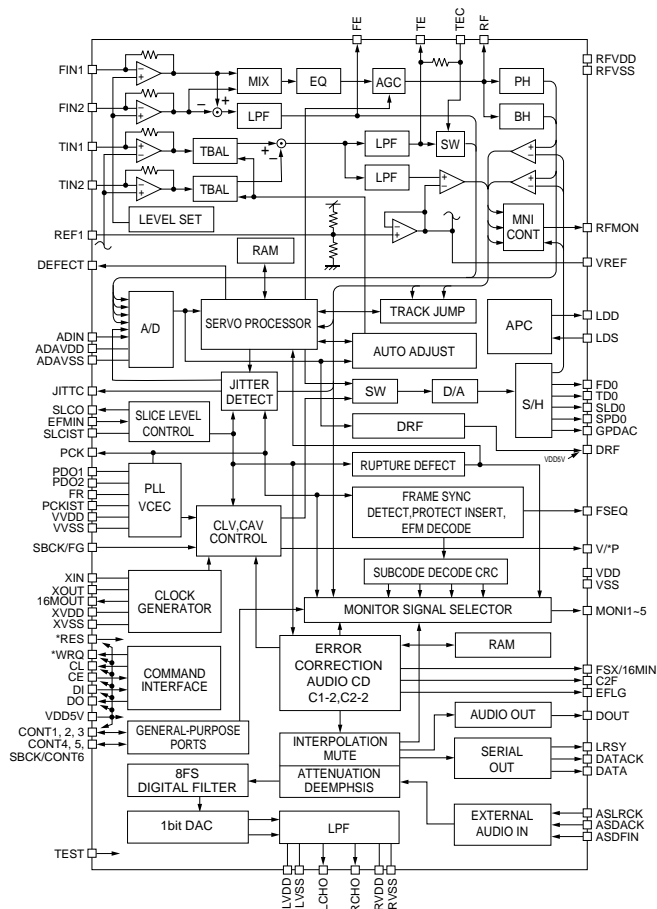 FE
TE
TEC
RF
FIN1
FIN2
TIN1
TIN2
REF1
DEFECT
ADIN
ADAVDD
ADAVSS
JITTC
SLCO
EFMIN
SLCIST
PCK
PDO1
PDO2
FR
PCKIST
VVDD
VVSS
SBCK/FG
XIN
XOUT
16MOUT
XVDD
XVSS
*RES
*WRQ
CL
CE
DI
DO
VDD5V
CONT1, 2, 3
CONT4, 5,
SBCK/CONT6
TEST
MIX
EQ
AGC
PH
BH
LPF
TBAL
TBAL
LPF
LPF
SW
LEVEL SET
MNI
CONT
RAM
A/D
SERVO PROCESSOR
TRACK JUMP
AUTO ADJUST
APC
JITTER
DETECT
SW
D/A
S/H
SLICE LEVEL
CONTROL
DRF
RUPTURE DEFECT
PLL
VCEC
CLV,CAV
CONTROL
FRAME SYNC
DETECT,PROTECT INSERT,
EFM DECODE
SUBCODE DECODE CRC
CLOCK
GENERATOR
MONITOR SIGNAL SELECTOR
COMMAND
INTERFACE
ERROR
CORRECTION
AUDIO CD
C1-2,C2-2
RAM
GENERAL-PURPOSE
PORTS
AUDIO OUT
INTERPOLATION
MUTE
SERIAL
OUT
8FS
DIGITAL FILTER
ATTENUATION
DEEMPHSIS
1bit DAC
LPF
EXTERNAL
AUDIO IN
RFVDD
RFVSS
RFMON
VREF
LDD
LDS
FD0
TD0
SLD0
SPD0
GPDAC
VDD5V
DRF
FSEQ
V/*P
VDD
VSS
MONI1~5
FSX/16MIN
C2F
EFLG
DOUT
LRSY
DATACK
DATA
ASLRCK
ASDACK
ASDFIN
LVDD
LVSS
LCHO
RCHO
RVDD
RVSS